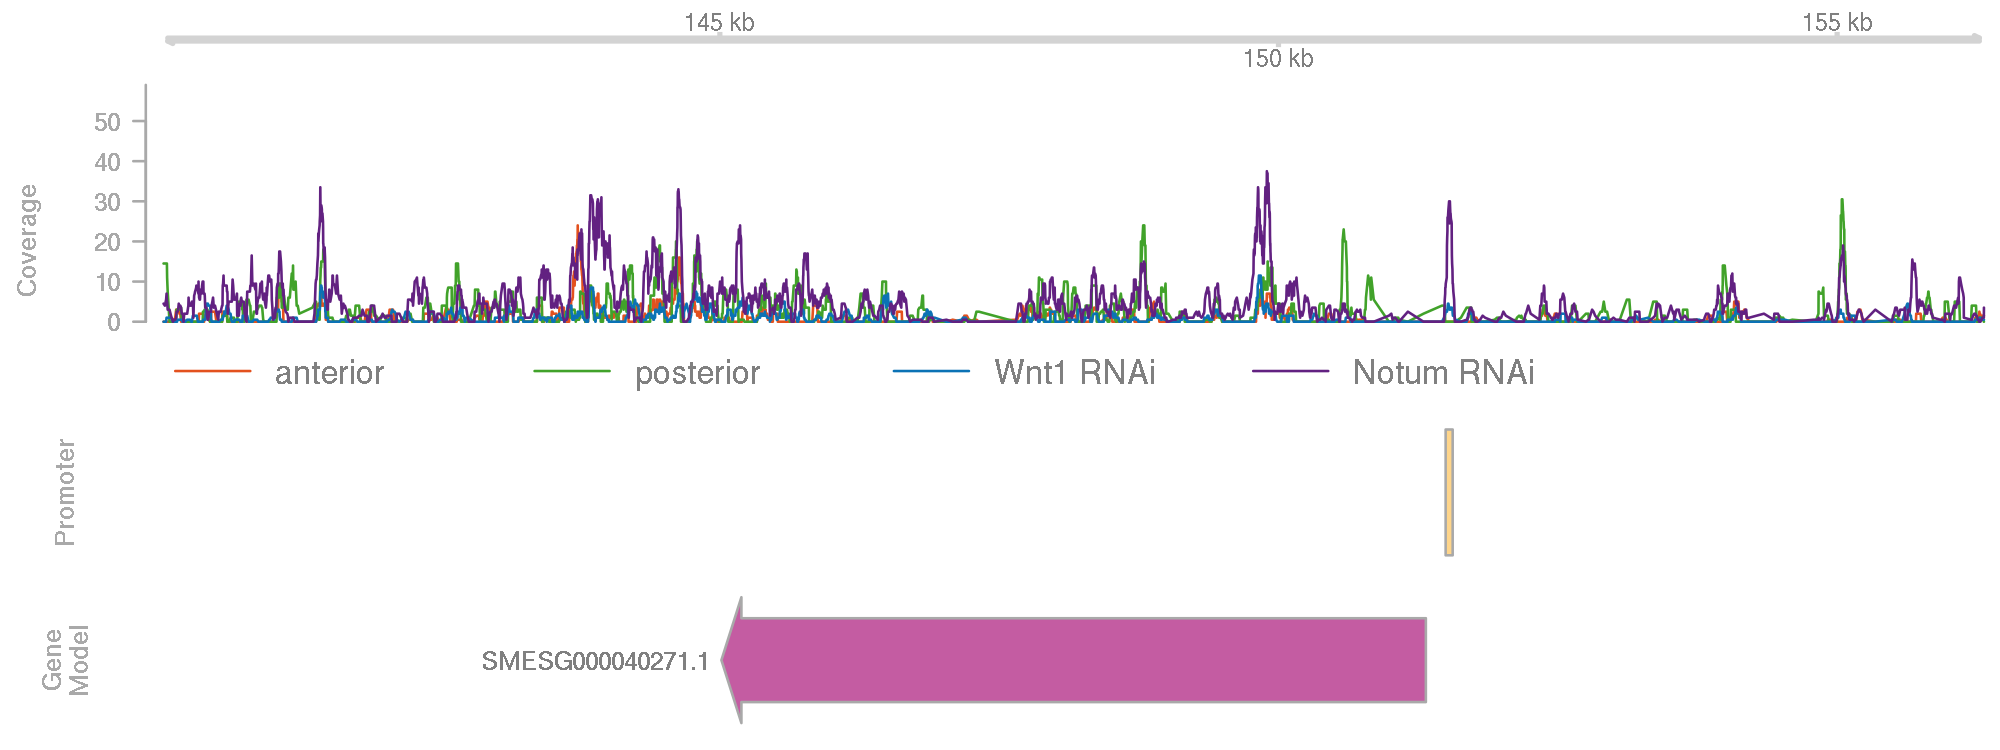 145 kb
155 kb
150 kb
Coverage
50
40
30
20
10
0
anterior posterior Wnt1 RNAi Notum RNAi
Promoter
Gene
Model
SMESG000040271.1